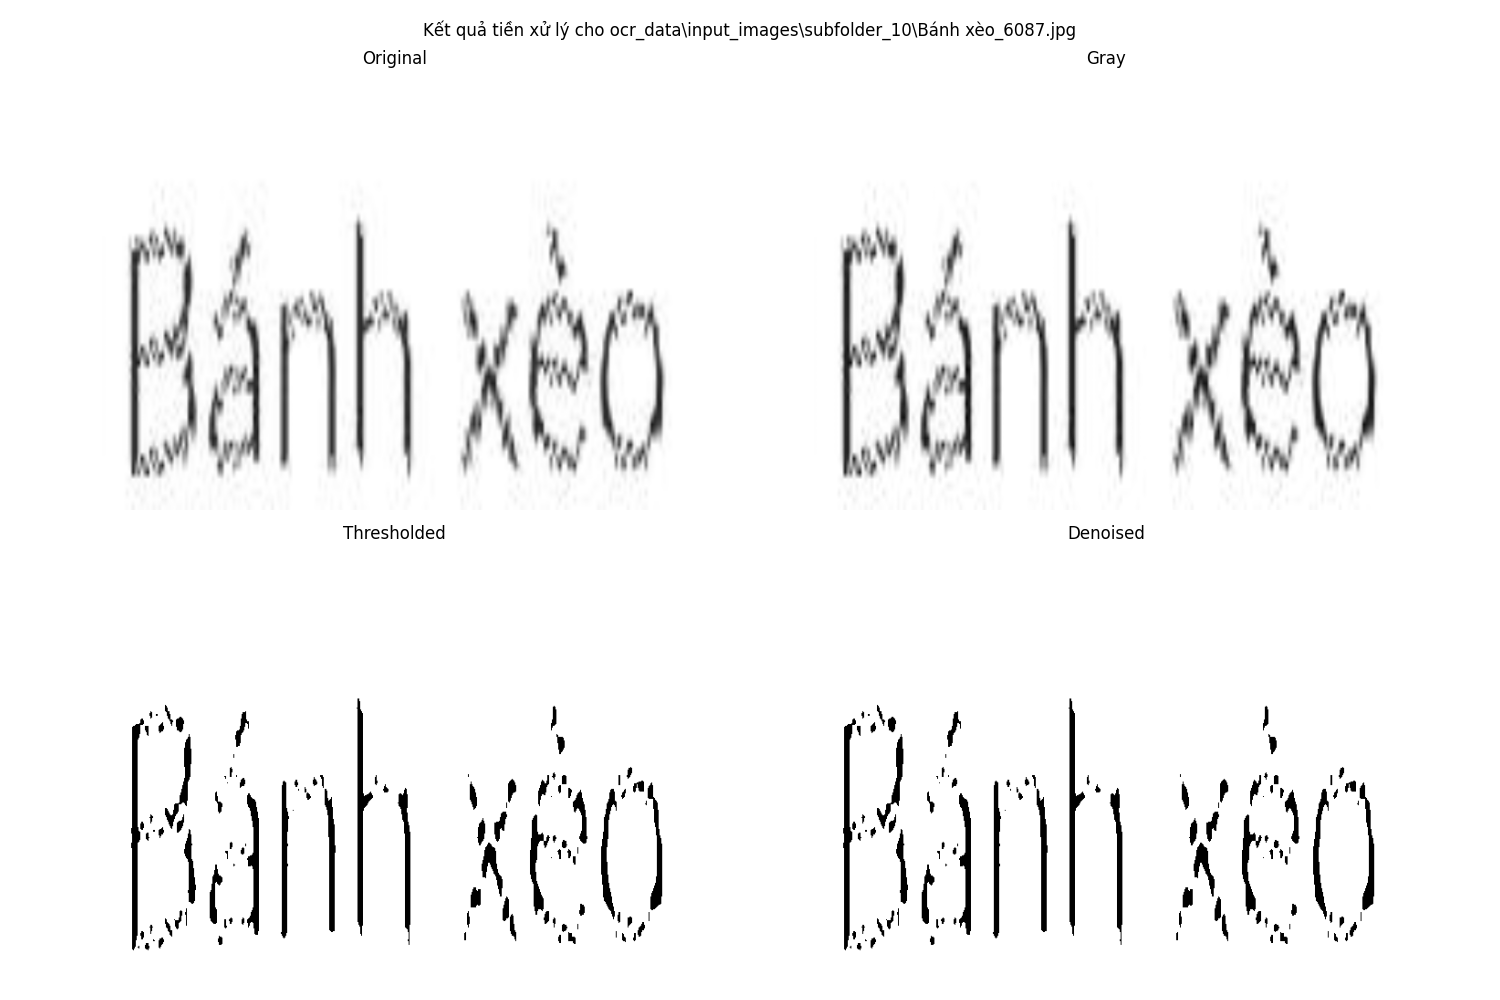 Kết quả tiền xử lý cho ocr_data\input_images\subfolder_10\Bánh xèo_6087.jpg
Original
Gray
Bánh xèo
Bánh xèo
Thresholded
Denoised
Bánh xèo
Bánh xèo